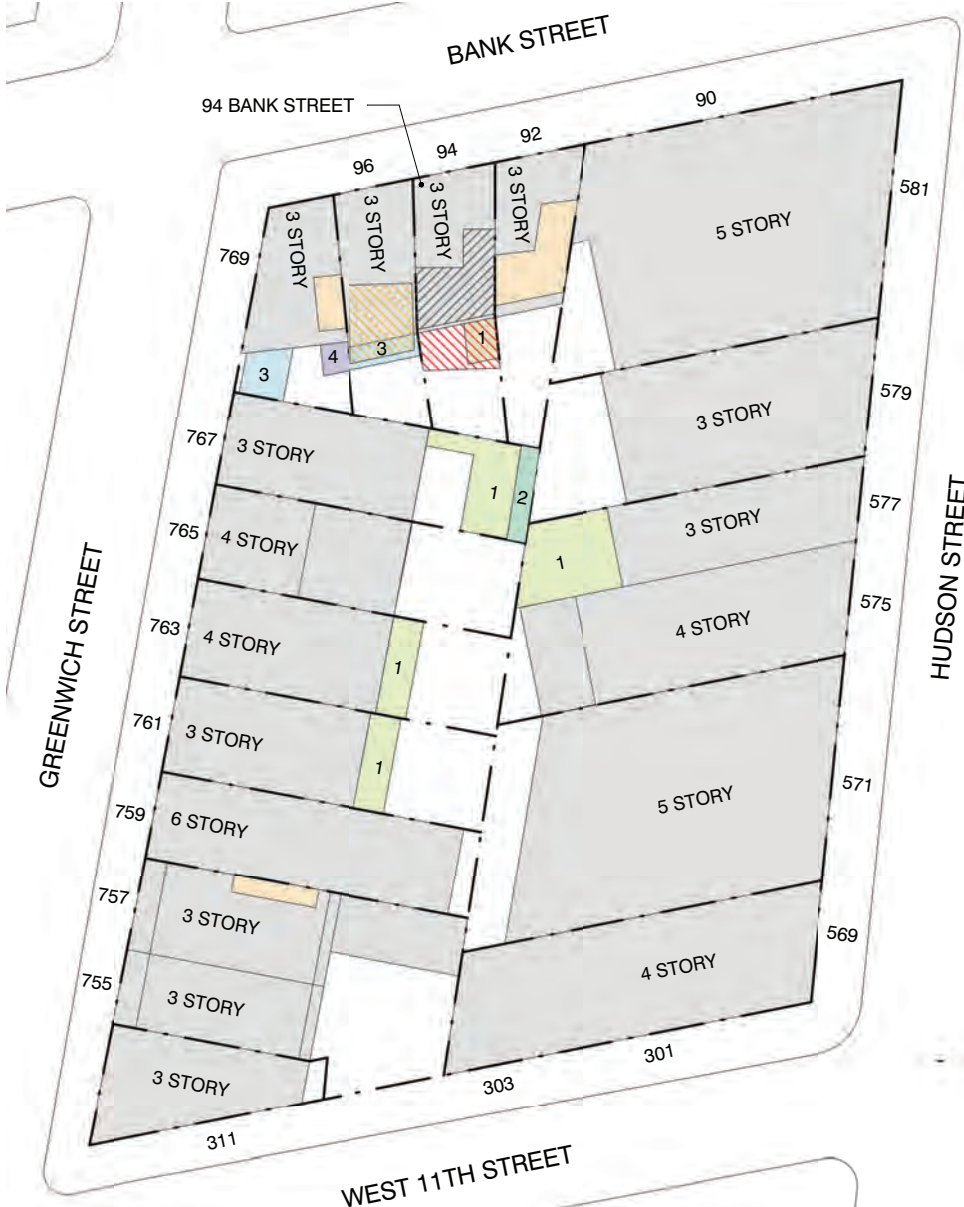 BANK STREET
94 BANK STREET
90
92
94
96
581
3 STORY
3 STORY
3 STORY
3 STORY
5 STORY
769
1
3
4
3
579
3 STORY
767
3 STORY
1
2
577
3 STORY
HUDSON STREET
765
4 STORY
1
575
4 STORY
GREENWICH STREET
763
4 STORY
1
761
3 STORY
1
571
5 STORY
759
6 STORY
757
3 STORY
569
4 STORY
755
3 STORY
301
303
3 STORY
311
WEST 11TH STREET